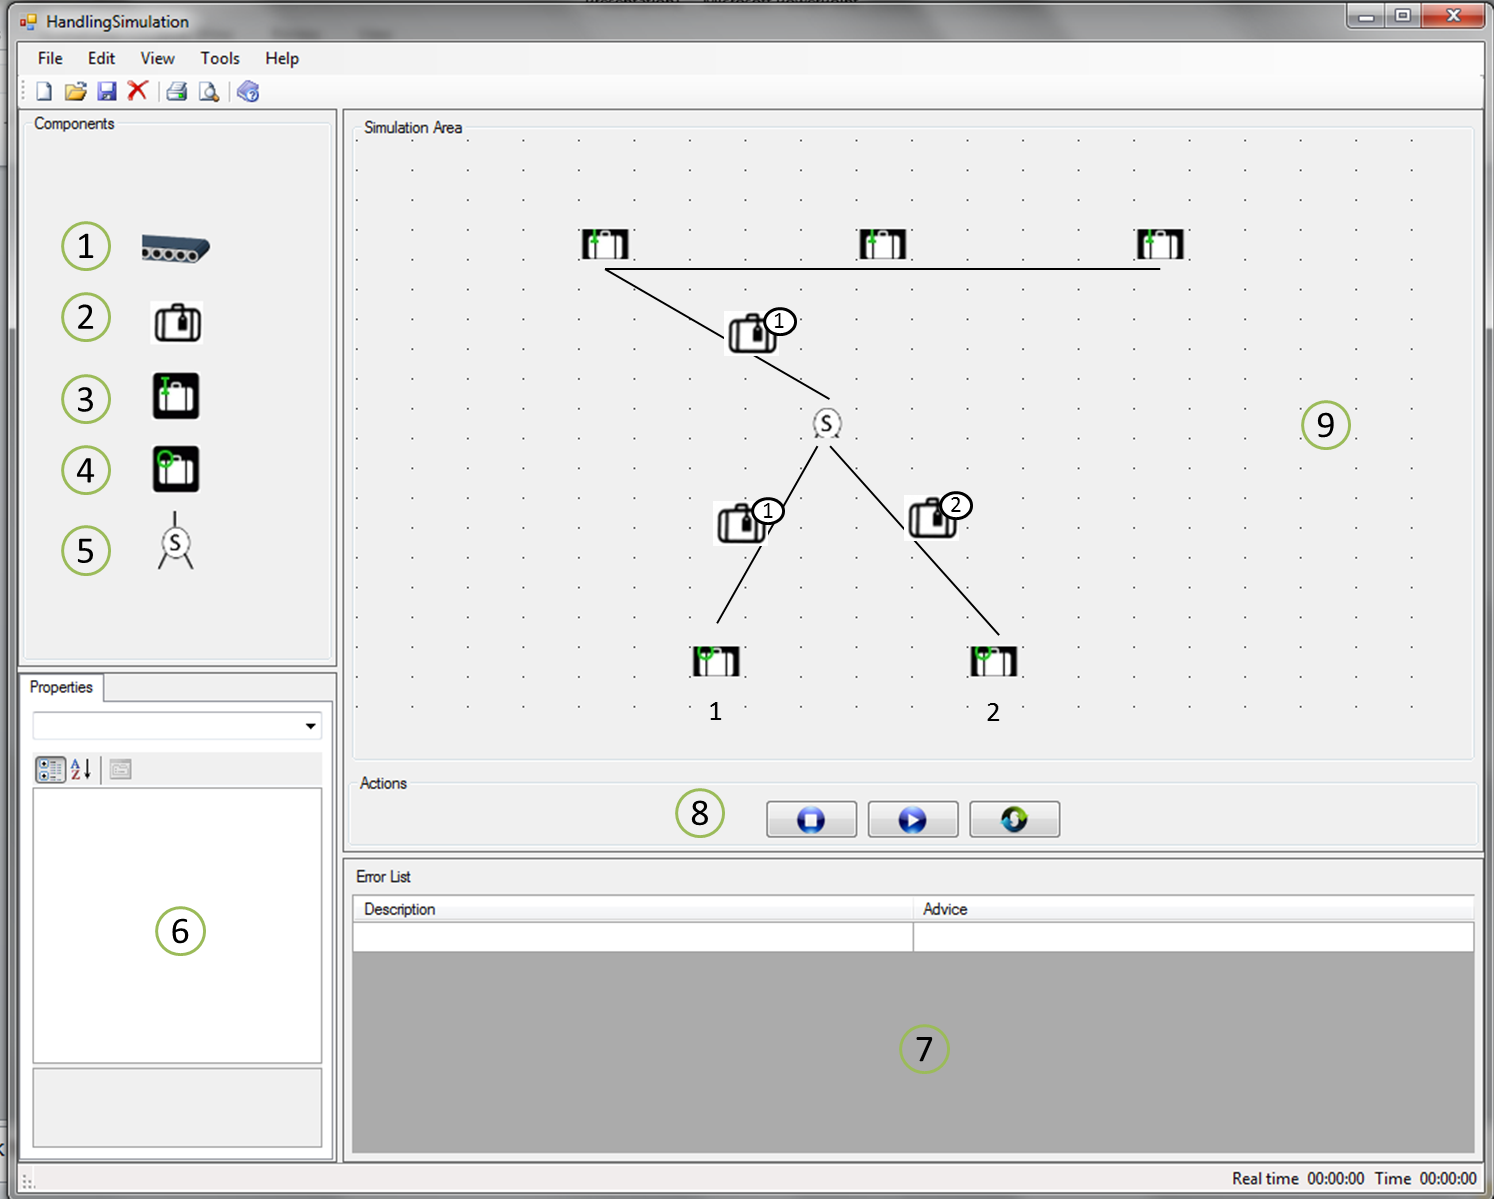 HandlingSimulation
File Edit View Tools Help
Components
1
2
3
4
5
S
Properties
A
Z
6
Simulation Area
1
S
1
2
9
1
2
Actions
8
Error List
Description Advice
7
Real time 00:00:00 Time 00:00:00